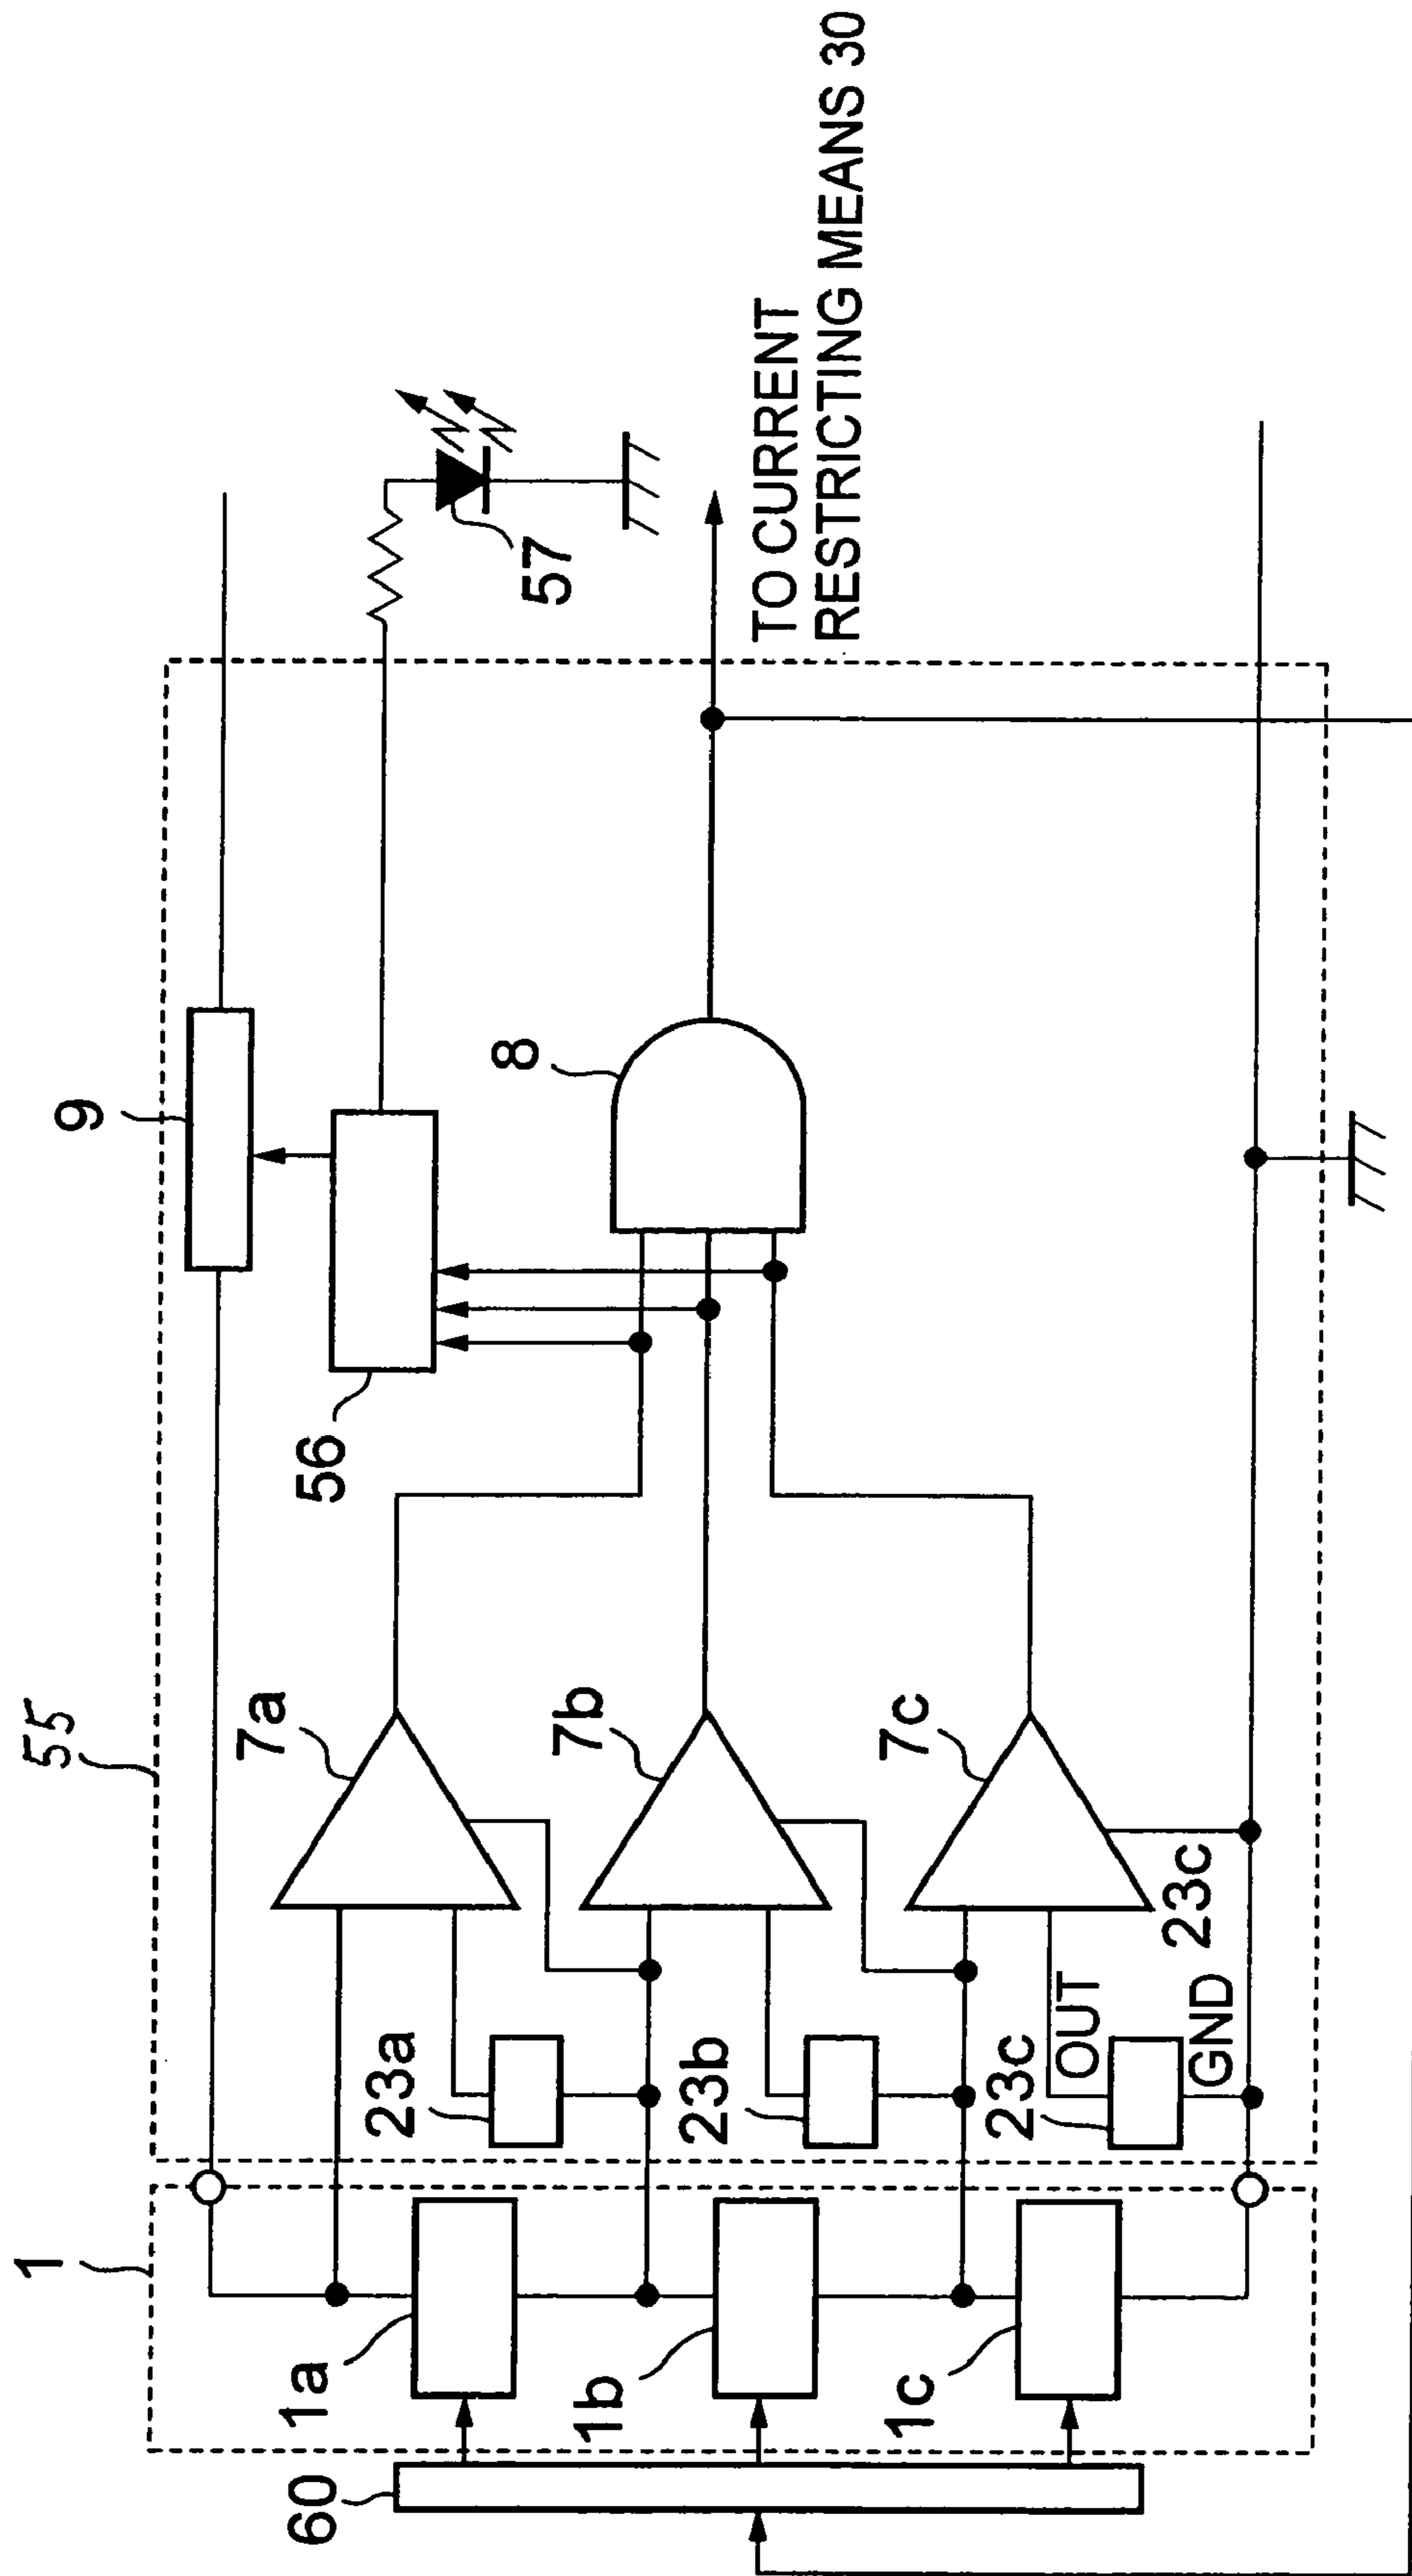 1
55
9
57
56
8
TO CURRENT
RESTRICTING MEANS 30
7a
7b
7c
23a
23b
23c
OUT
GND
23c
1a
1b
1c
60